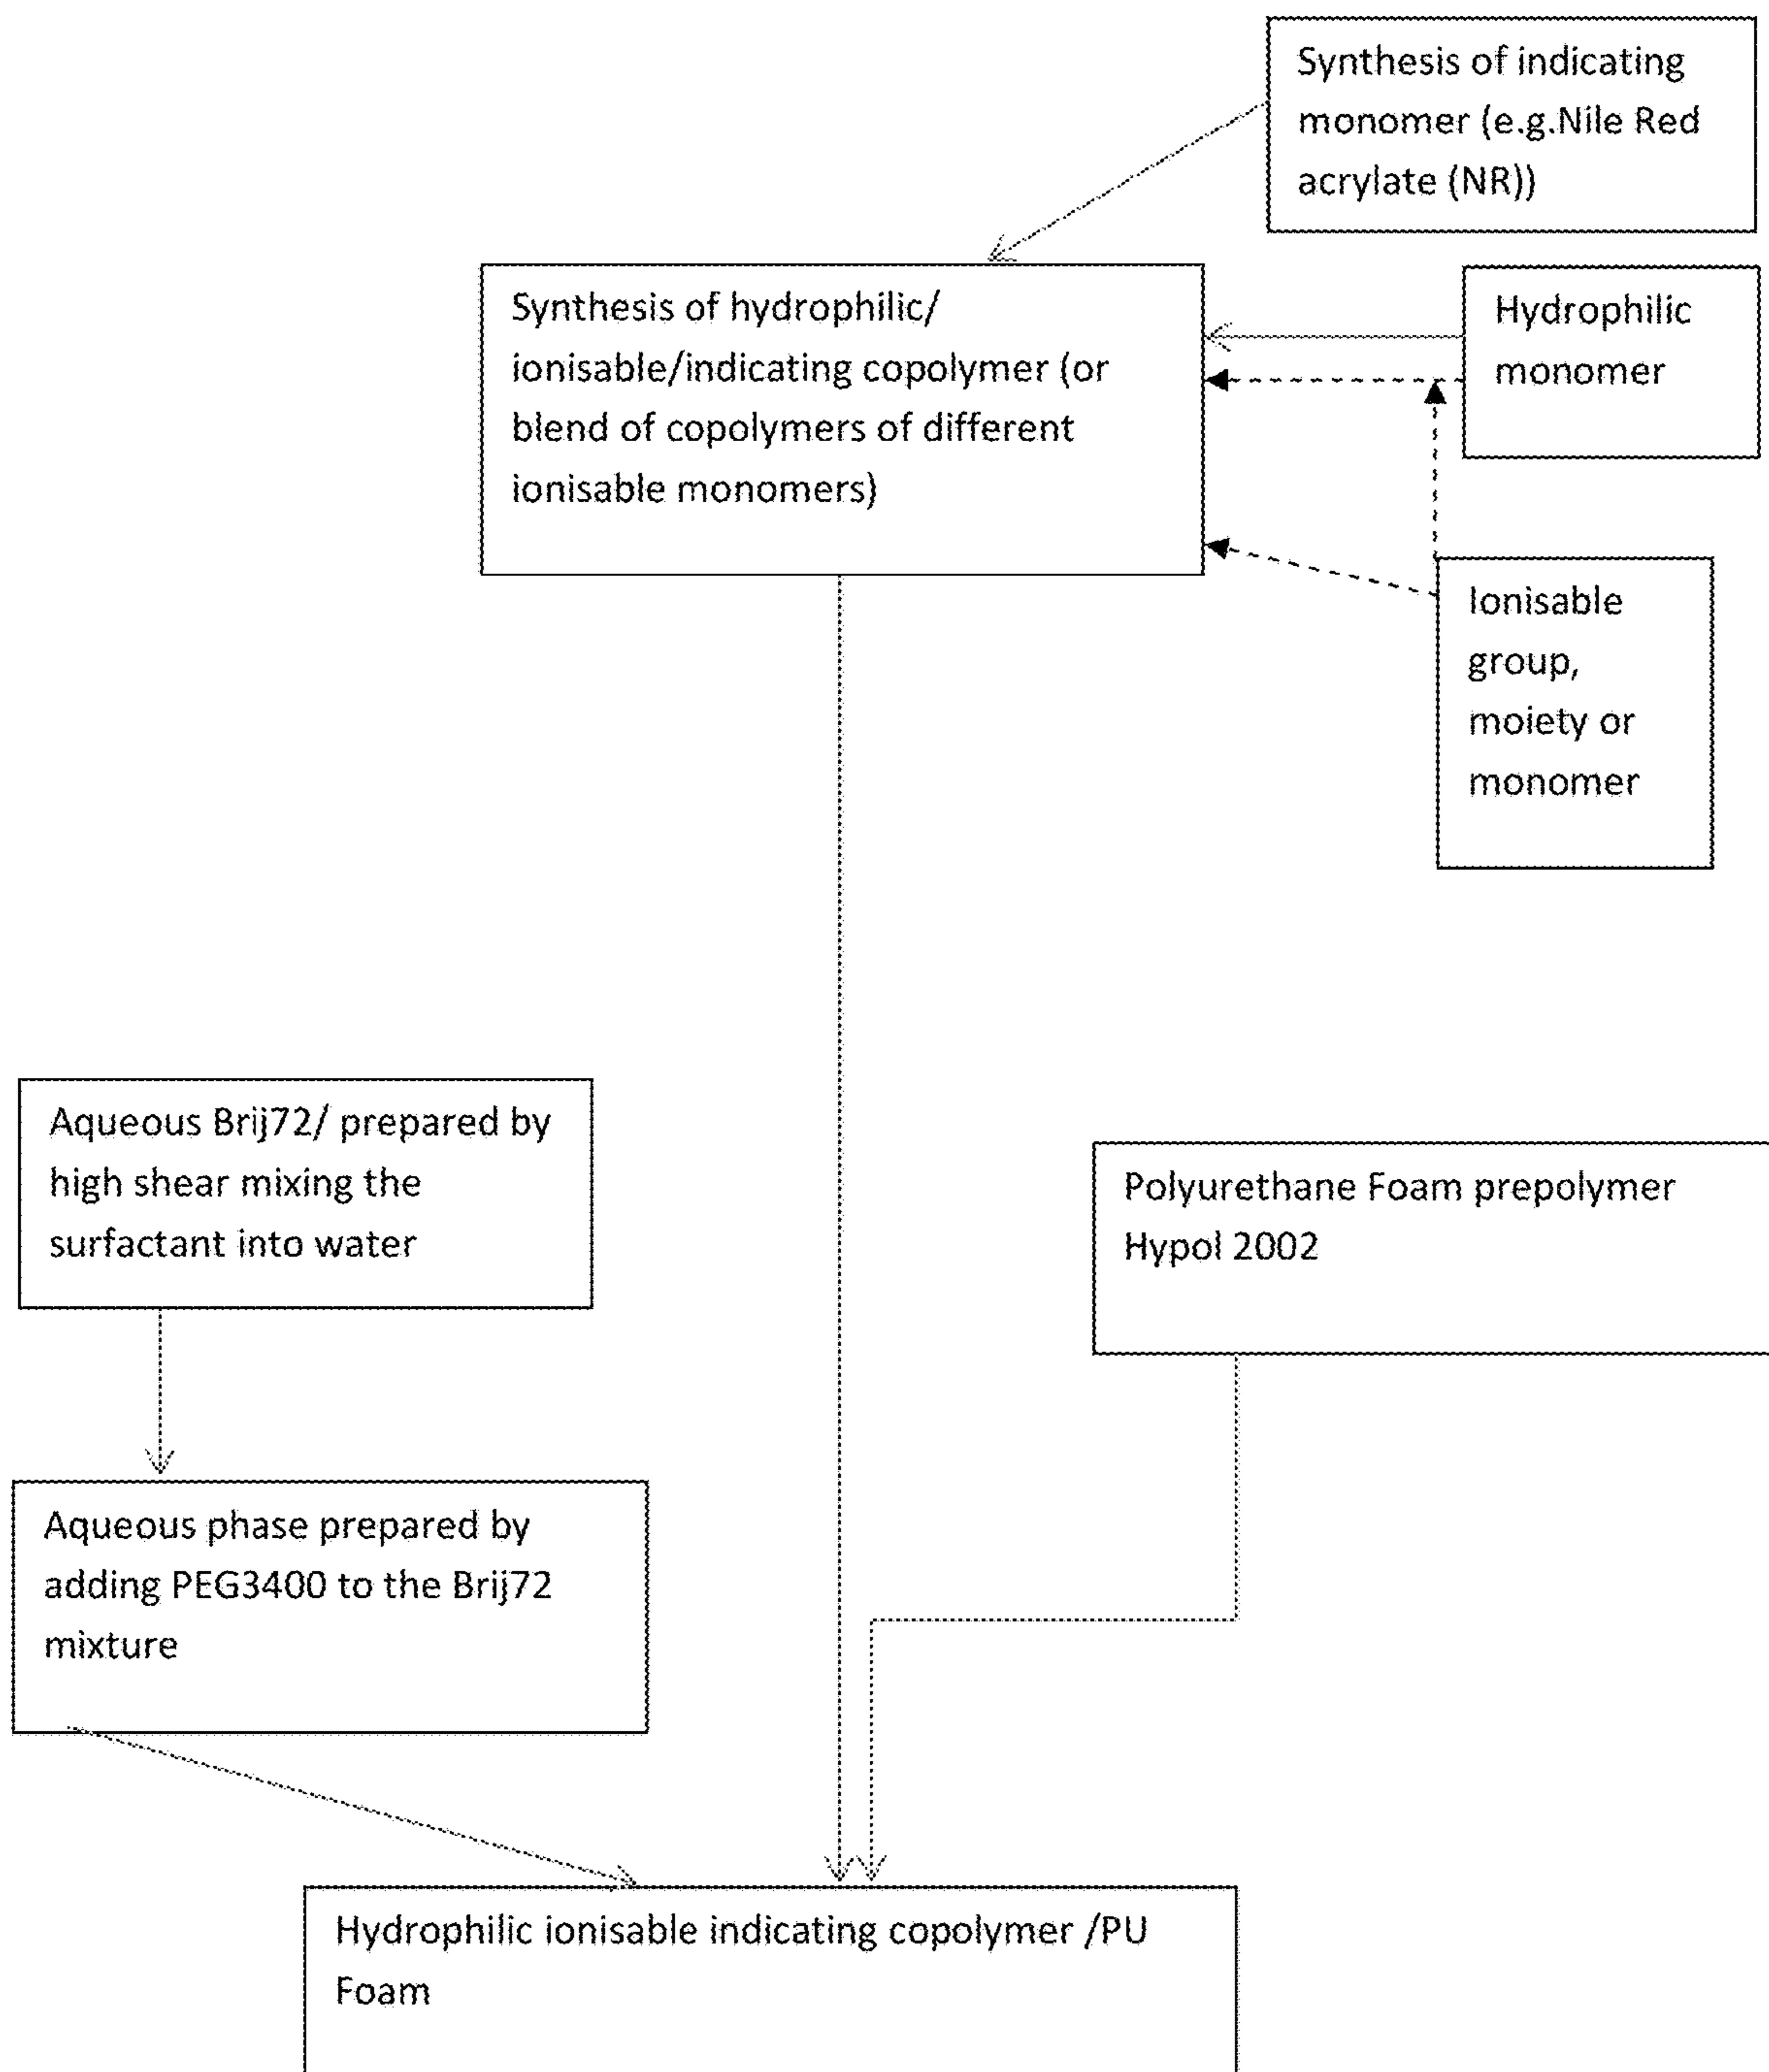 Synthesis of indicating
monomer (e.g.Nile Red
acrylate (NR))
Synthesis of hydrophilic/
ionisable/indicating copolymer (or
blend of copolymers of different
ionisable monomers)
Hydrophilic
monomer
Ionisable
group,
moiety or
monomer
Aqueous Brij72/ prepared by
high shear mixing the
surfactant into water
Polyurethane Foam prepolymer
Hypol 2002
Aqueous phase prepared by
adding PEG3400 to the Brij72
mixture
Hydrophilic ionisable indicating copolymer /PU
Foam